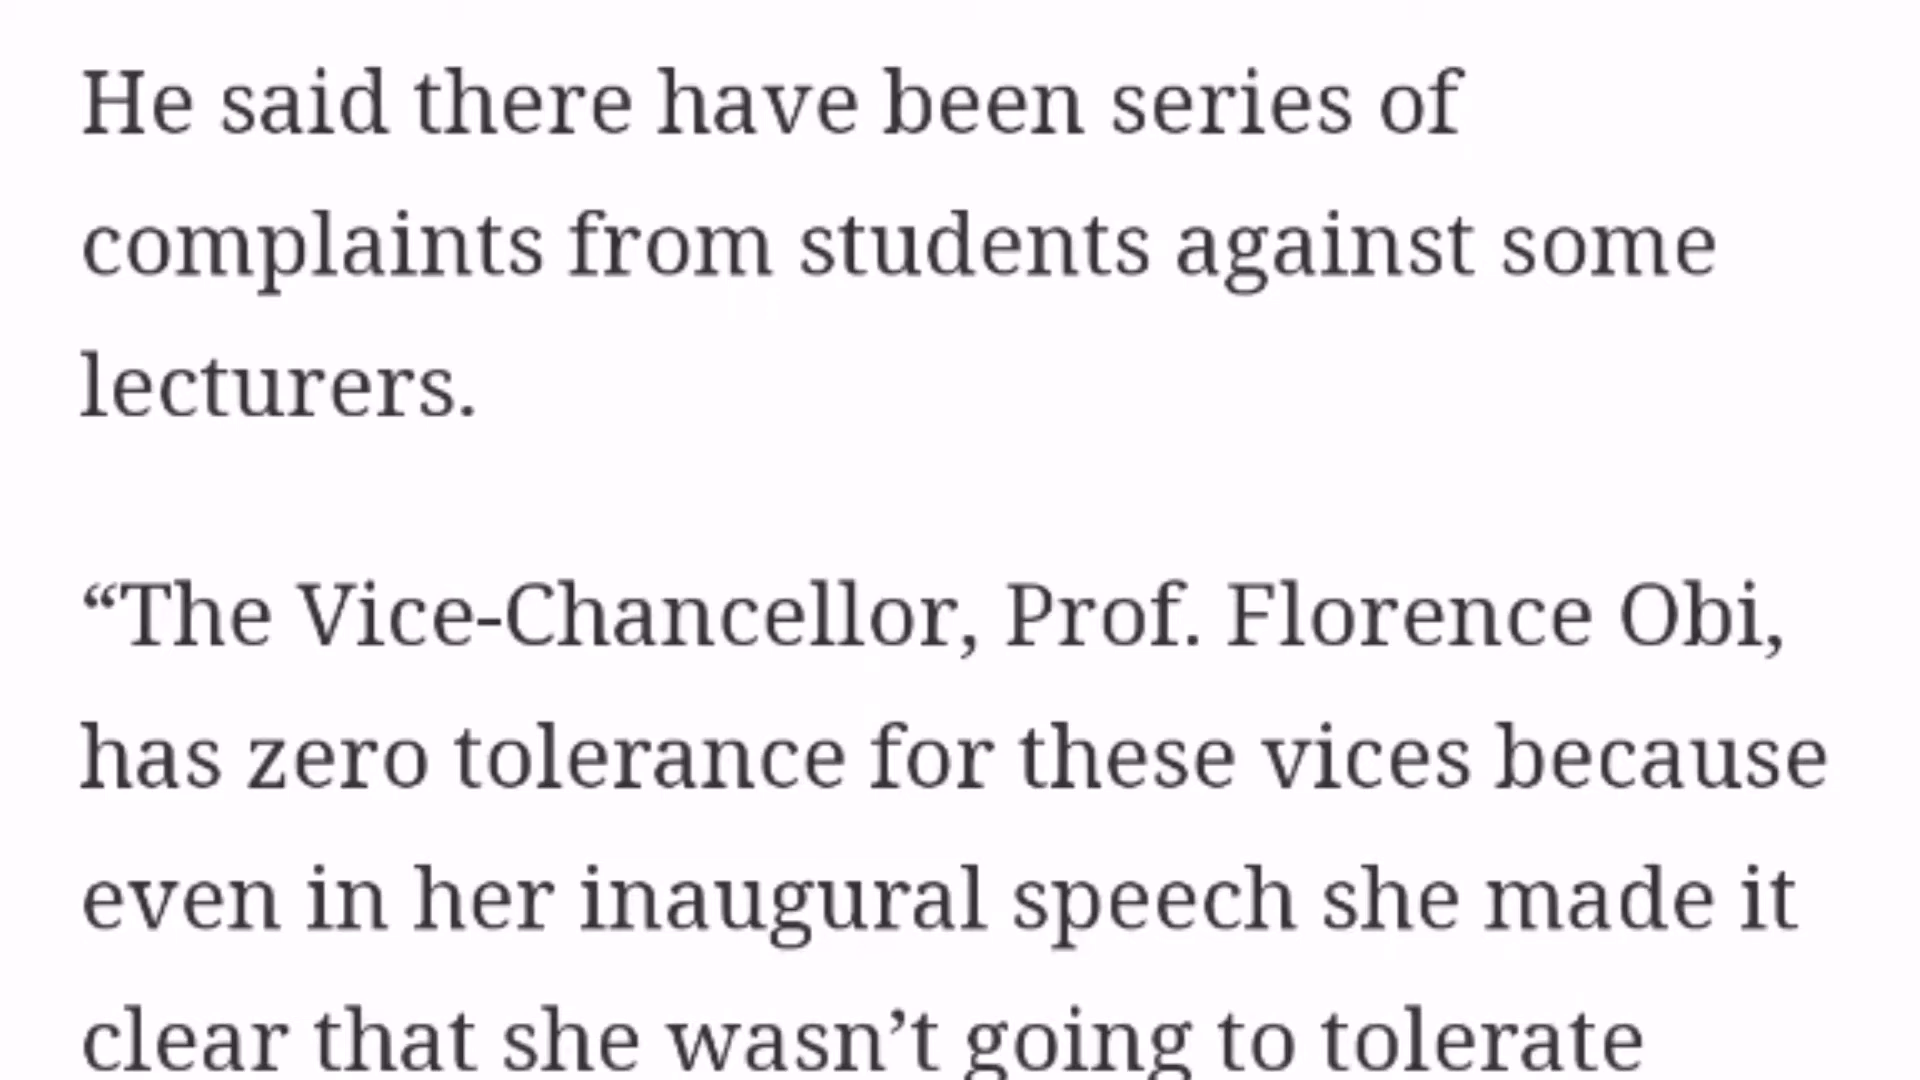 He said there have been series of
complaints from students against some
lecturers.
“The Vice-Chancellor, Prof. Florence Obi,
has zero tolerance for these vices because
even in her inaugural speech she made it
clear that she wasn’t going to tolerate